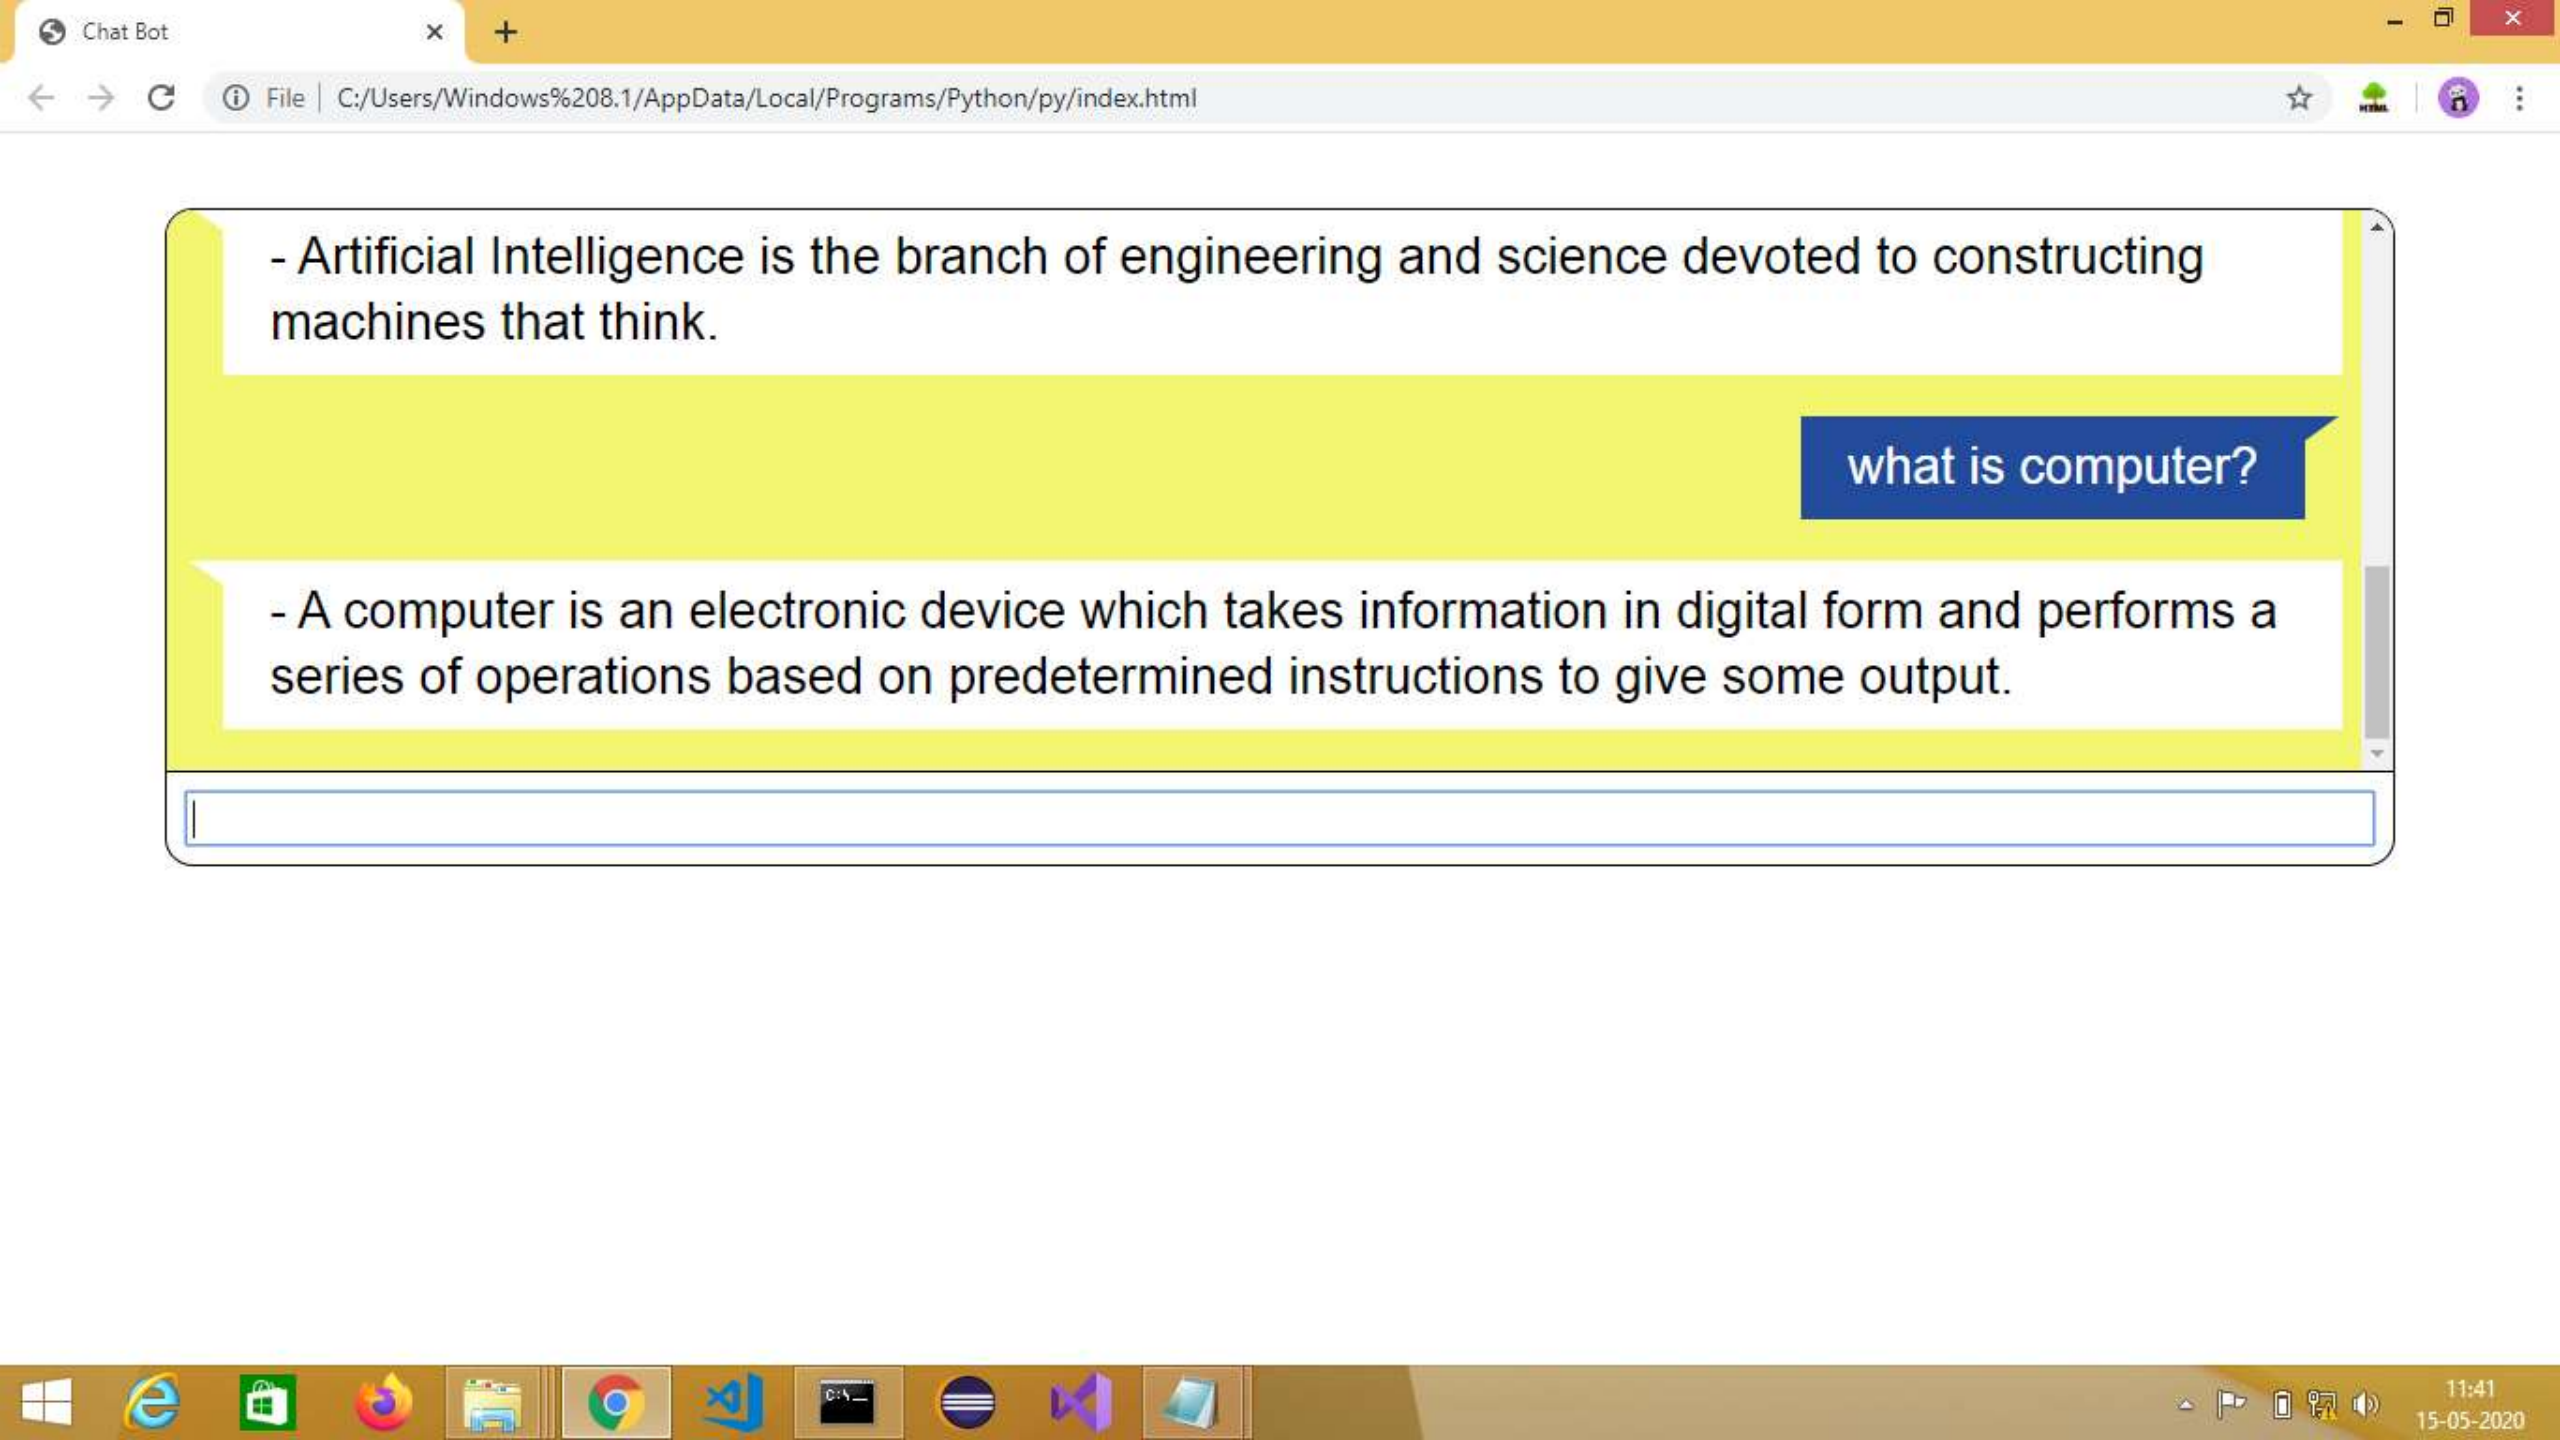 Chat Bot
File C:/Users/Windows%208.1/AppData/Local/Programs/Python/py/index.html
HTML
- Artificial Intelligence is the branch of engineering and science devoted to constructing
machines that think.
what is computer?
- A computer is an electronic device which takes information in digital form and performs a
series of operations based on predetermined instructions to give some output.
C:\_
11:41
15-05-2020